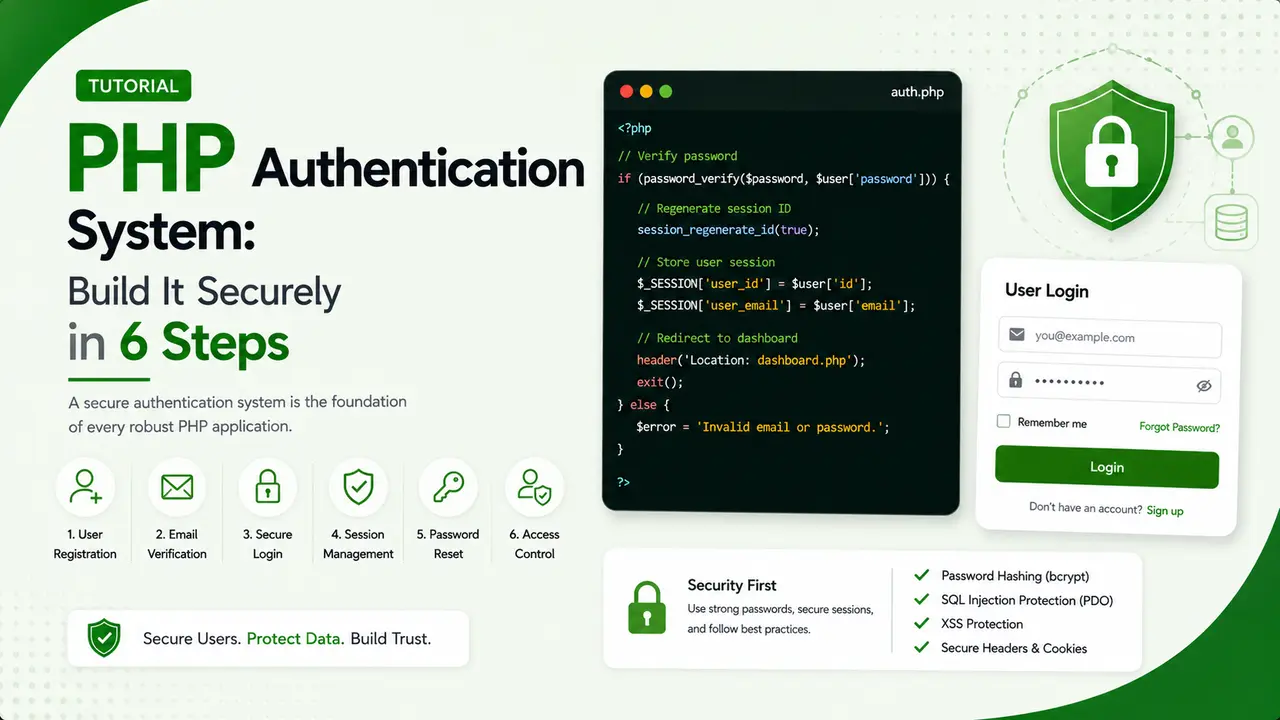 TUTORIAL
PHP Authentication
System:
Build It Securely
in 6 Steps
A secure authentication system is the foundation
of every robust PHP application.
1. User
Registration
2. Email
Verification
3. Secure
Login
4. Session
Management
5. Password
Reset
6. Access
Control
Secure Users. Protect Data. Build Trust.
auth.php
<?php
// Verify password
if (password_verify($password, $user['password'])) {
// Regenerate session ID
session_regenerate_id(true);
// Store user session
$_SESSION['user_id'] = $user['id'];
$_SESSION['user_email'] = $user['email'];
// Redirect to dashboard
header('Location: dashboard.php');
exit();
} else {
$error = 'Invalid email or password.';
}
?>
User Login
you@example.com
••••••••••
Remember me
Forgot Password?
Login
Don't have an account? Sign up
Security First
Use strong passwords, secure sessions,
and follow best practices.
Password Hashing (bcrypt)
SQL Injection Protection (PDO)
XSS Protection
Secure Headers & Cookies